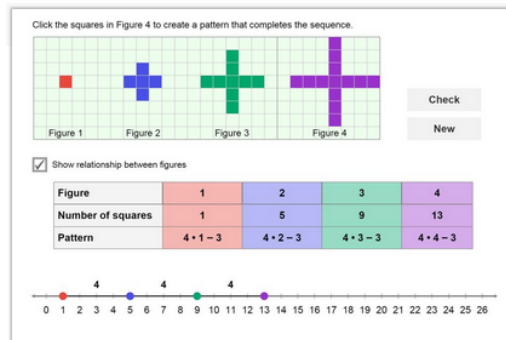 Click the squares in Figure 4 to create a pattern that completes the sequence.
Figure 1 Figure 2 Figure 3 Figure 4
Check
New
Show relationship between figures
Figure 1 2 3 4
Number of squares 1 5 9 13
Pattern 4 • 1 – 3 4 • 2 – 3 4 • 3 – 3 4 • 4 – 3
4 4 4
0 1 2 3 4 5 6 7 8 9 10 11 12 13 14 15 16 17 18 19 20 21 22 23 24 25 26